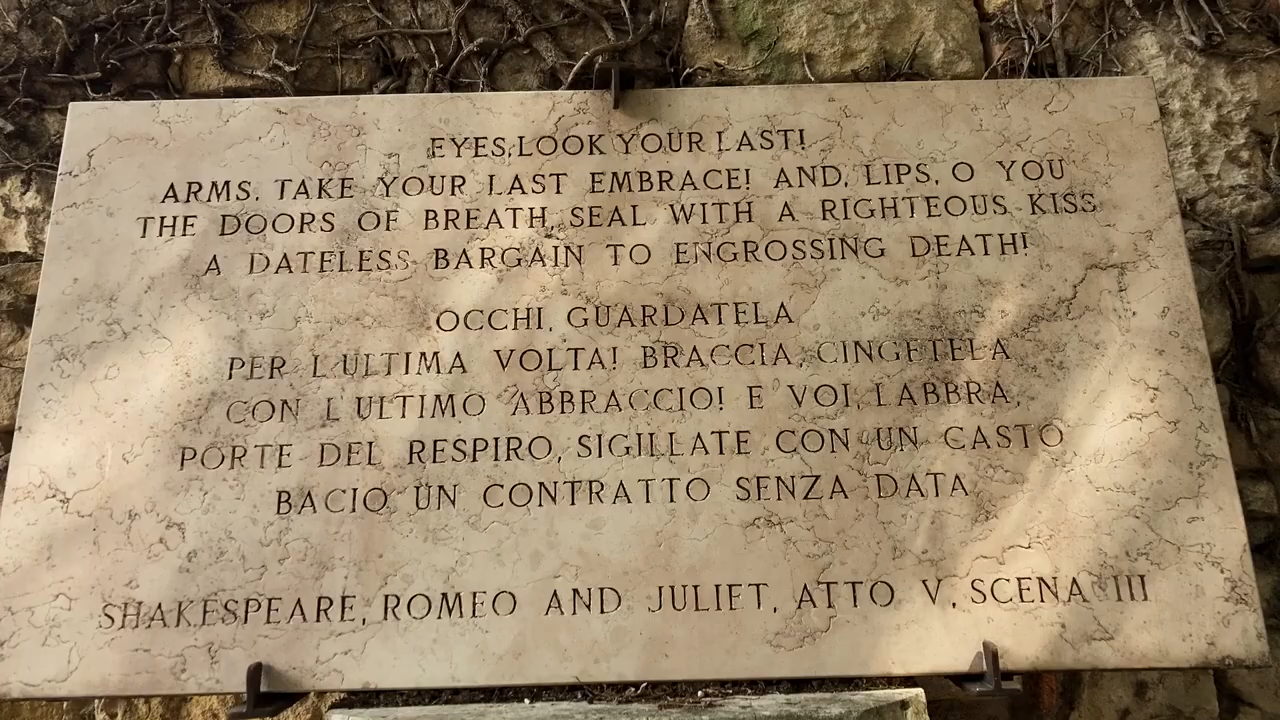 EYES, LOOK YOUR LAST!
ARMS, TAKE YOUR LAST EMBRACE! AND, LIPS, O YOU
THE DOORS OF BREATH, SEAL WITH A RIGHTEOUS KISS
A DATELESS BARGAIN TO ENGROSSING DEATH!
OCCHI, GUARDATELA
PER L'ULTIMA VOLTA! BRACCIA, CINGETELA
CON L'ULTIMO ABBRACCIO! E VOI, LABBRA,
PORTE DEL RESPIRO, SIGILLATE CON UN CASTO
BACIO UN CONTRATTO SENZA DATA
SHAKESPEARE, ROMEO AND JULIET, ATTO V, SCENA III